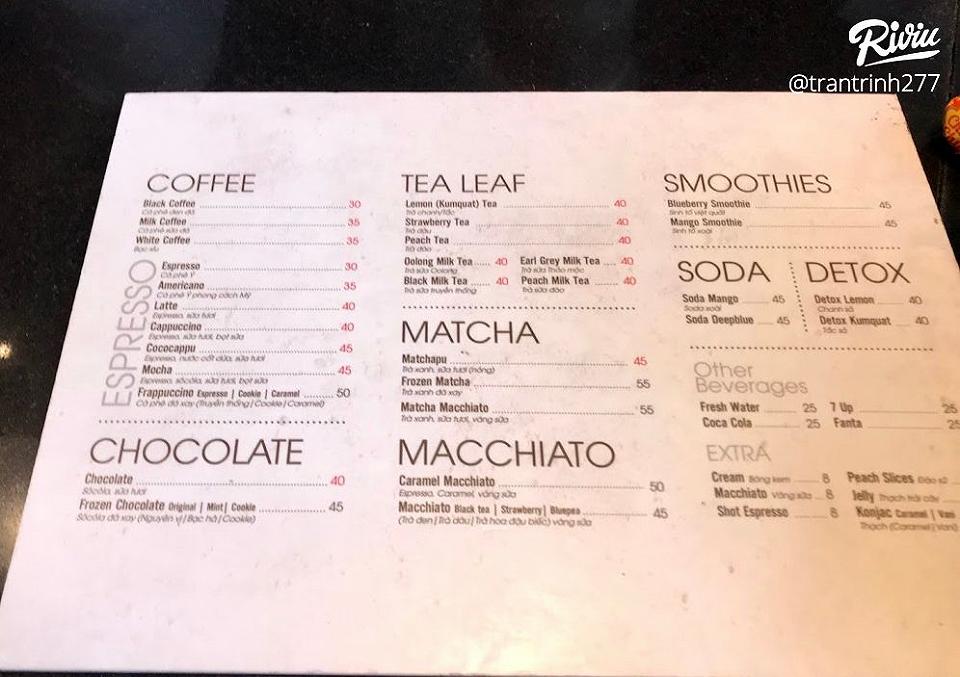 Riviu
@trantrinh277
COFFEE
Black Coffee 30
Cà phê đen đá
Milk Coffee 35
Cà phê sữa đá
White Coffee 35
Bạc xỉu
ESPRESSO
Espresso 30
Cà phê Ý
Americano 35
Cà phê Ý phong cách Mỹ
Latte 40
Espresso, sữa tươi
Cappuccino 40
Espresso, sữa tươi, bọt sữa
Cococappu 45
Espresso, nước cốt dừa, sữa tươi
Mocha 45
Espresso, sôcôla, sữa tươi, bọt sữa
Frappuccino Espresso | Cookie | Caramel 50
Cà phê đá xay (Truyền thống | Cookie | Caramel)
CHOCOLATE
Chocolate 40
Sôcôla, sữa tươi
Frozen Chocolate Original | Mint | Cookie 45
Sôcôla đá xay (Nguyên vị | Bạc hà | Cookie)
TEA LEAF
Lemon (Kumquat) Tea 40
Trà chanh/Tắc
Strawberry Tea 40
Trà dâu
Peach Tea 40
Trà đào
Oolong Milk Tea 40 Earl Grey Milk Tea 40
Trà sữa Oolong Trà sữa Thảo mộc
Black Milk Tea 40 Peach Milk Tea 40
Trà sữa truyền thống Trà sữa đào
MATCHA
Matchapu 45
Trà xanh, sữa tươi (nóng)
Frozen Matcha 55
Trà xanh đá xay
Matcha Macchiato 55
Trà xanh, sữa tươi, váng sữa
MACCHIATO
Caramel Macchiato 50
Espresso, Caramel, váng sữa
Macchiato Black tea | Strawberry | Bluepea 45
(Trà đen | Trà dâu | Trà hoa đậu biếc) váng sữa
SMOOTHIES
Blueberry Smoothie 45
Sinh tố việt quất
Mango Smoothie 45
Sinh tố xoài
SODA
Soda Mango 45
Soda xoài
Soda Deepblue 45
DETOX
Detox Lemon 40
Chanh sả
Detox Kumquat 40
Tắc sả
Other
Beverages
Fresh Water 25 7 Up 25
Coca Cola 25 Fanta 25
EXTRA
Cream Bông kem 8 Peach Slices
Macchiato Váng sữa 8 Jelly Thạch trái cây
Shot Espresso 8 Konjac Caramel | Vani
Thạch (Caramel | Vani)